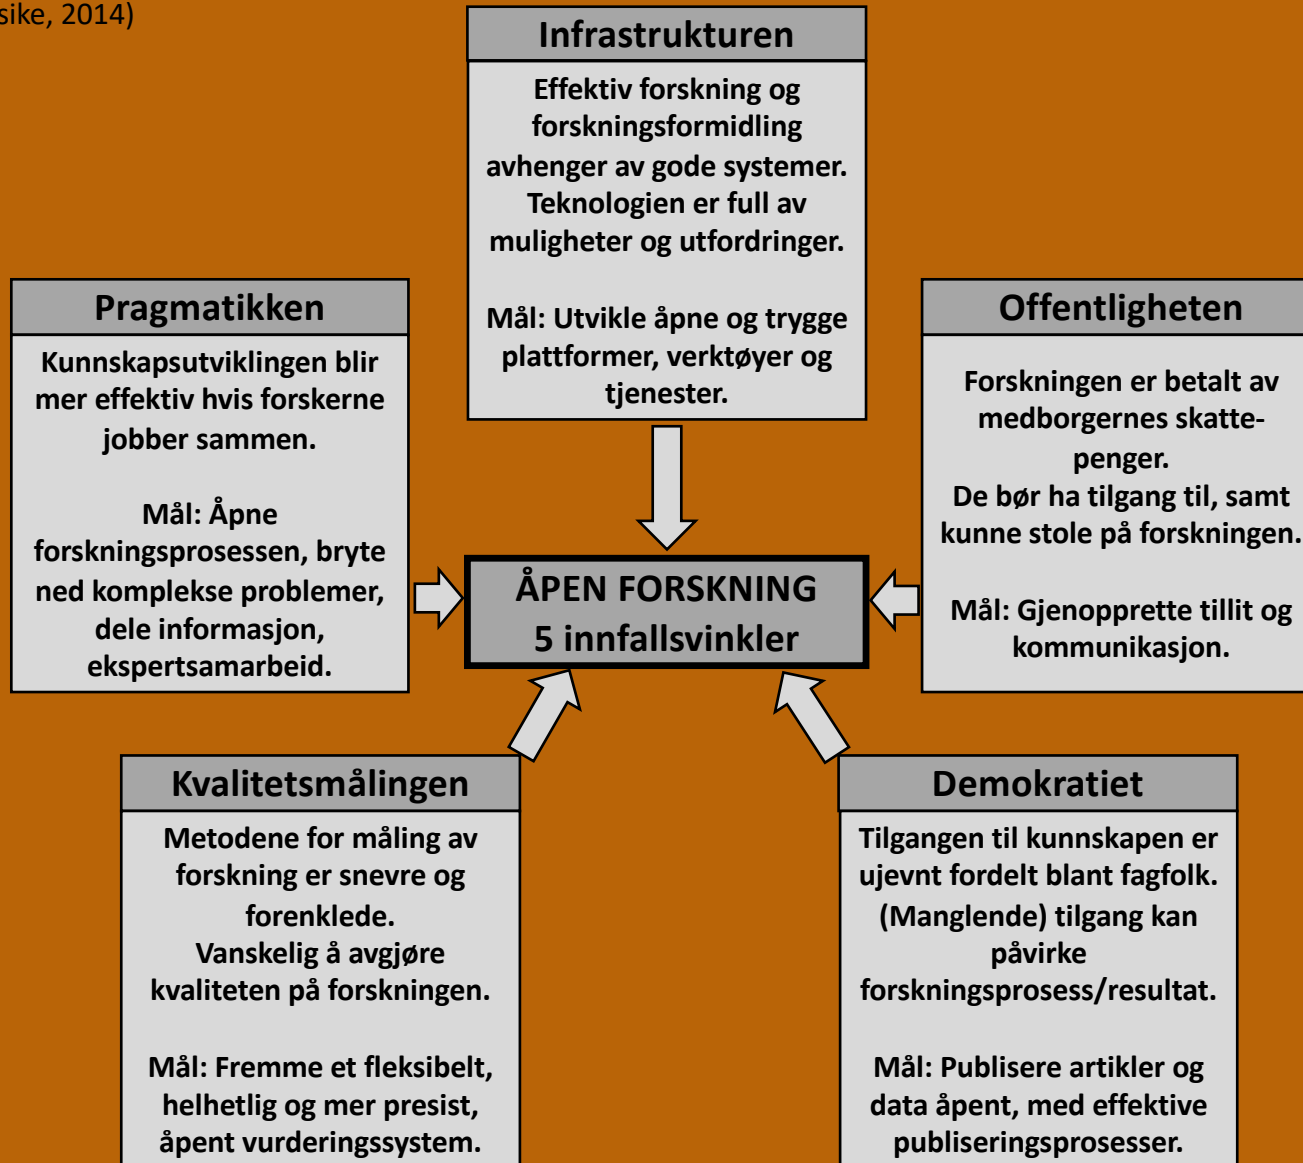 sike, 2014)
Infrastrukturen
Effektiv forskning og
forskningsformidling
avhenger av gode systemer.
Teknologien er full av
muligheter og utfordringer.
Mål: Utvikle åpne og trygge
plattformer, verktøyer og
tjenester.
Pragmatikken
Kunnskapsutviklingen blir
mer effektiv hvis forskerne
jobber sammen.
Mål: Åpne
forskningsprosessen, bryte
ned komplekse problemer,
dele informasjon,
ekspertsamarbeid.
Offentligheten
Forskningen er betalt av
medborgernes skatte-
penger.
De bør ha tilgang til, samt
kunne stole på forskningen.
Mål: Gjenopprette tillit og
kommunikasjon.
ÅPEN FORSKNING
5 innfallsvinkler
Kvalitetsmålingen
Metodene for måling av
forskning er snevre og
forenklede.
Vanskelig å avgjøre
kvaliteten på forskningen.
Mål: Fremme et fleksibelt,
helhetlig og mer presist,
åpent vurderingssystem.
Demokratiet
Tilgangen til kunnskapen er
ujevnt fordelt blant fagfolk.
(Manglende) tilgang kan
påvirke
forskningsprosess/resultat.
Mål: Publisere artikler og
data åpent, med effektive
publiseringsprosesser.